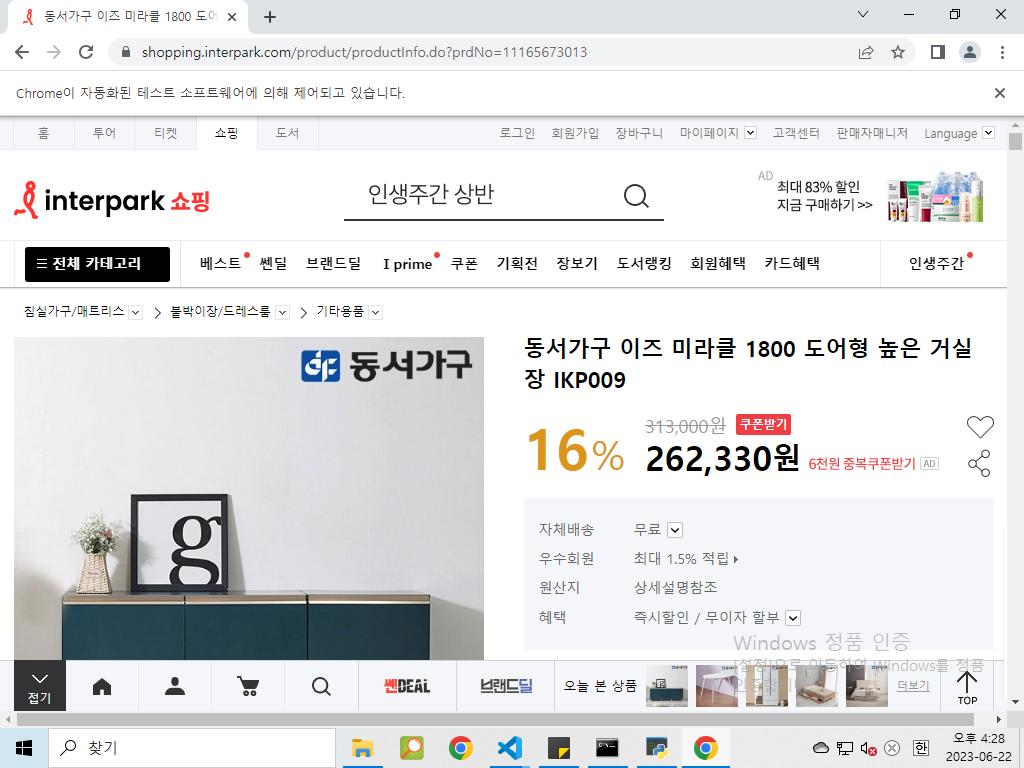 동서가구 이즈 미라클 1800 도어
shopping.interpark.com/product/productInfo.do?prdNo=11165673013
Chrome이 자동화된 테스트 소프트웨어에 의해 제어되고 있습니다.
홈 투어 티켓 쇼핑 도서 로그인 회원가입 장바구니 마이페이지 고객센터 판매자매니저 Language
interpark 쇼핑
인생주간 상반
AD
최대 83% 할인
지금 구매하기 >>
전체 카테고리 베스트 쎈딜 브랜드딜 I prime 쿠폰 기획전 장보기 도서랭킹 회원혜택 카드혜택 인생주간
침실가구/매트리스 붙박이장/드레스룸 기타용품
동서가구
g
동서가구 이즈 미라클 1800 도어형 높은 거실
장 IKP009
16%
313,000원 쿠폰받기
262,330원 6천원 중복쿠폰받기 AD
자체배송 무료
우수회원 최대 1.5% 적립
원산지 상세설명참조
혜택 즉시할인 / 무이자 할부
Windows 정품 인증
[설정]으로 이동하여 Windows를 정품
접기
쎈DEAL
브랜드딜
오늘 본 상품
더보기
TOP
찾기
한
오후 4:28
2023-06-22